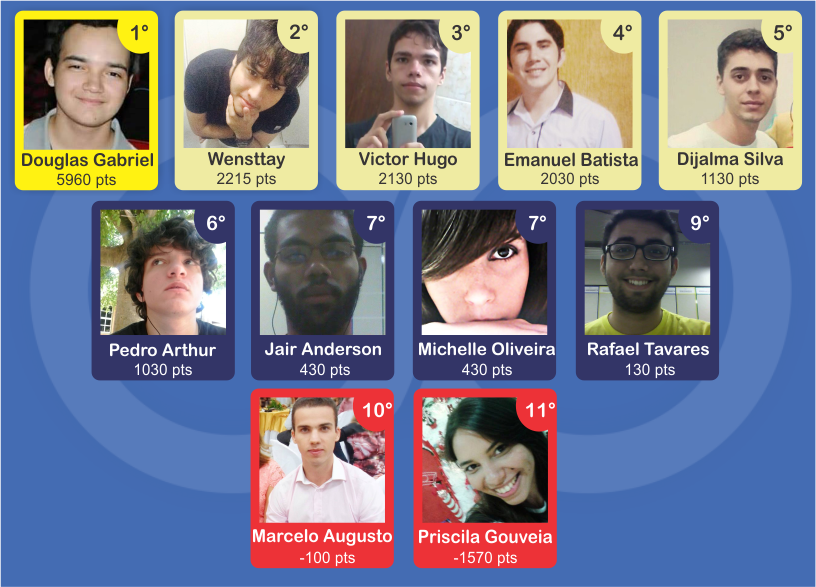 1°
Douglas Gabriel
5960 pts
2°
Wensttay
2215 pts
3°
Victor Hugo
2130 pts
4°
Emanuel Batista
2030 pts
5°
Dijalma Silva
1130 pts
6°
Pedro Arthur
1030 pts
7°
Jair Anderson
430 pts
7°
Michelle Oliveira
430 pts
9°
Rafael Tavares
130 pts
10°
Marcelo Augusto
-100 pts
11°
Priscila Gouveia
-1570 pts